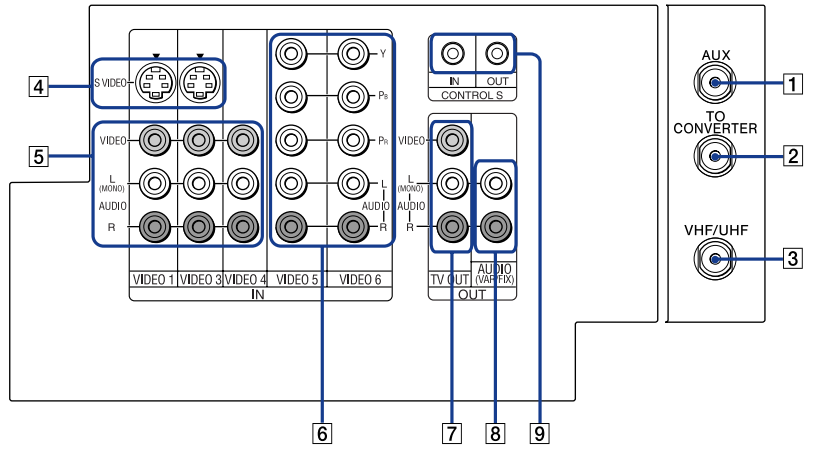 S VIDEO
VIDEO
L
(MONO)
AUDIO
R
Y
PB
PR
L
AUDIO
R
VIDEO 1 VIDEO 3 VIDEO 4 VIDEO 5 VIDEO 6
IN
IN OUT
CONTROL S
VIDEO
L
(MONO)
AUDIO
R
TV OUT
AUDIO
(VAR/FIX)
OUT
AUX
TO
CONVERTER
VHF/UHF
1
2
3
4
5
6
7
8
9